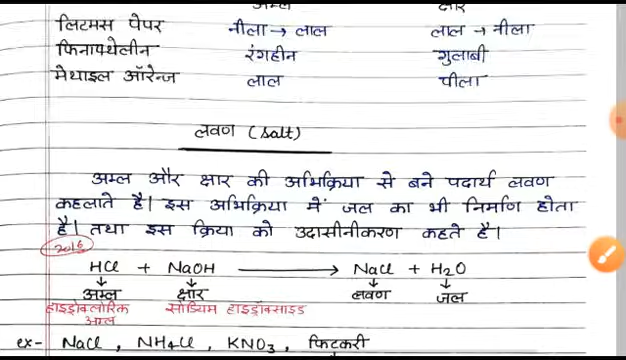 अम्ल क्षार
लिटमस पेपर नीला → लाल लाल → नीला
फिनाफ्थेलीन रंगहीन गुलाबी
मेथाइल ऑरेन्ज लाल पीला
लवण (Salt)
अम्ल और क्षार की अभिक्रिया से बने पदार्थ लवण
कहलाते है। इस अभिक्रिया में जल का भी निर्माण होता
है। तथा इस क्रिया को उदासीनीकरण कहते है।
2016
HCl + NaOH → NaCl + H2O
↓ ↓ ↓ ↓
अम्ल क्षार लवण जल
हाइड्रोक्लोरिक सोडियम हाइड्रॉक्साइड
अम्ल
ex- NaCl, NH4Cl, KNO3, फिटकरी